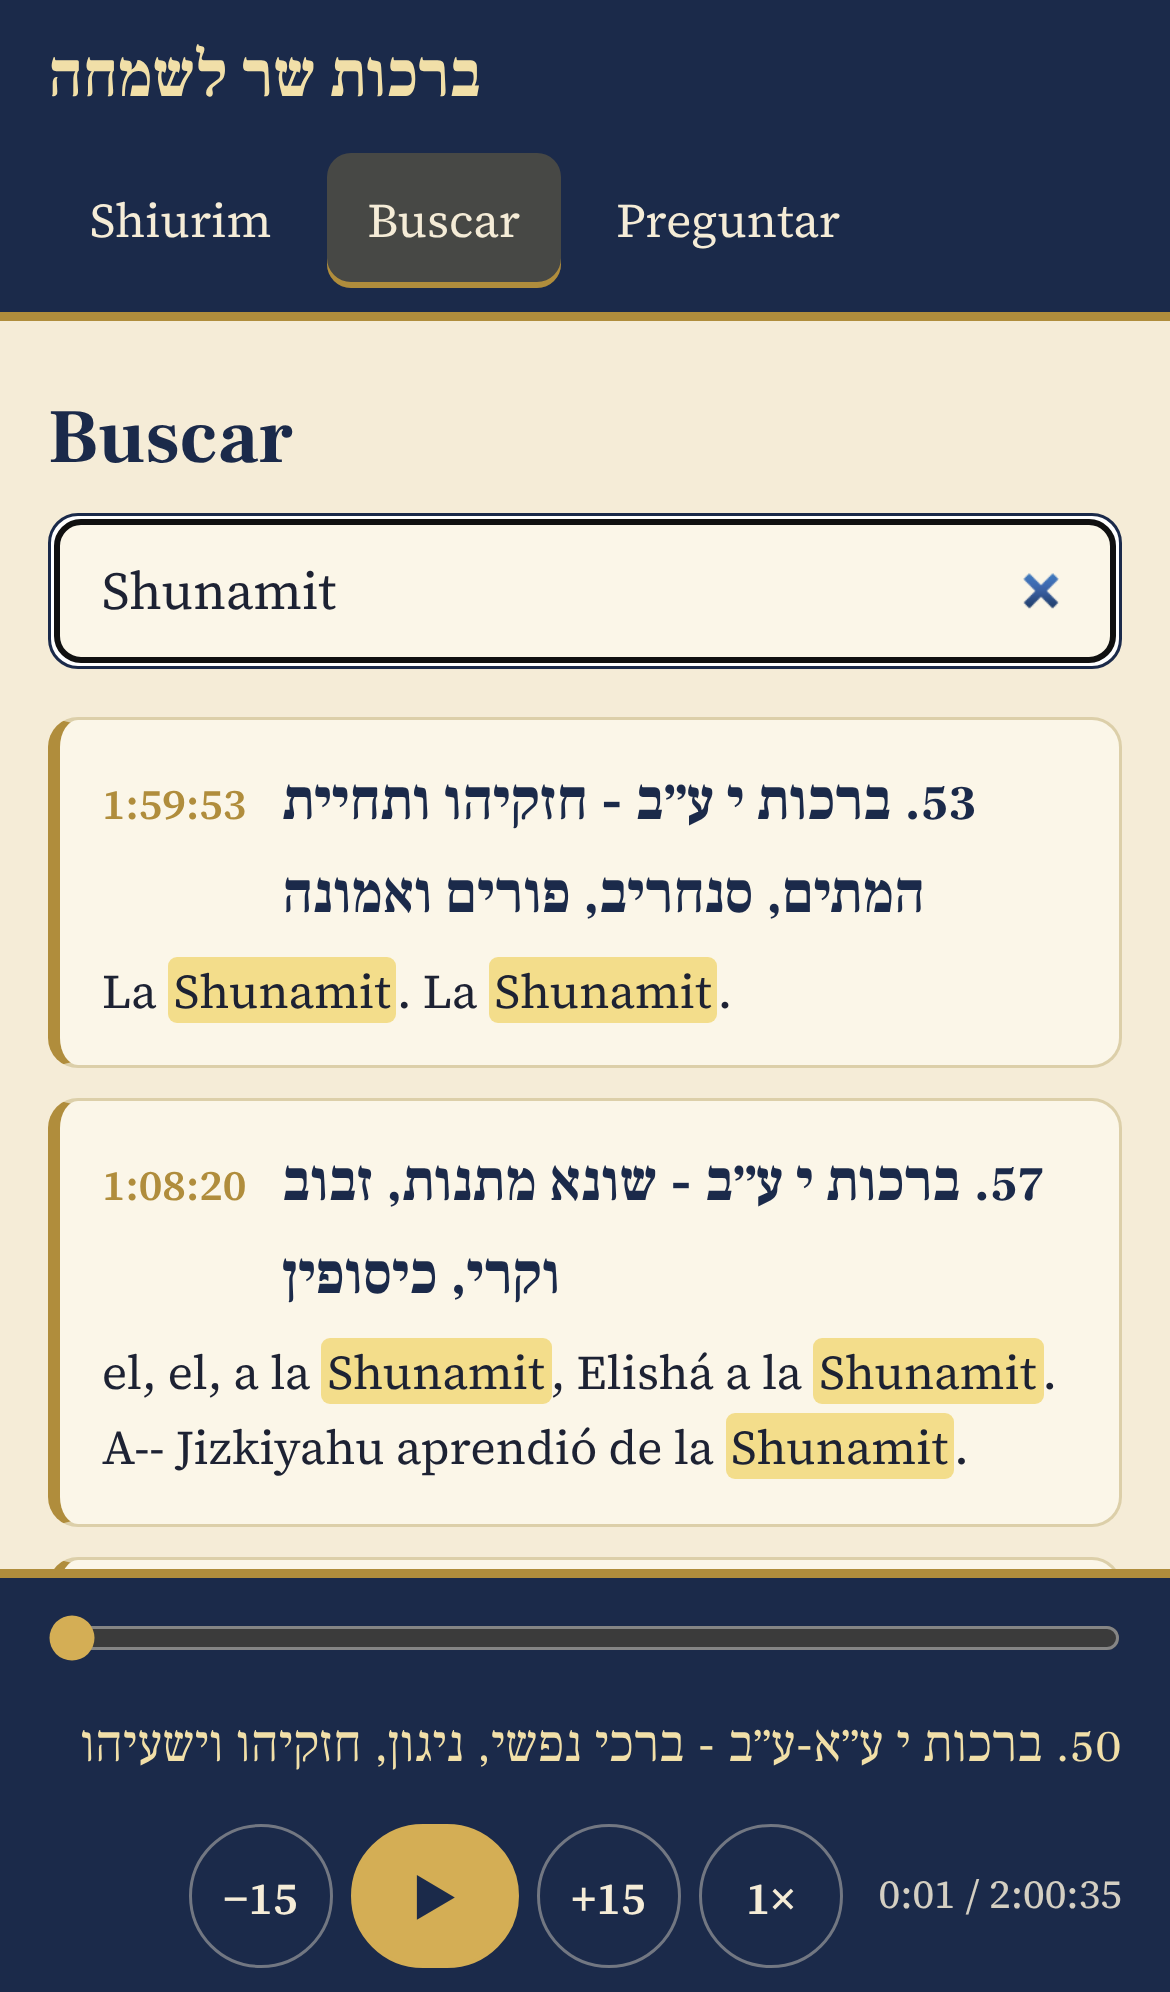 ברכות שר לשמחה
Shiurim Buscar Preguntar
Buscar
Shunamit
1:59:53 53. ברכות י ע”ב - חזקיהו ותחיית
המתים, סנחריב, פורים ואמונה
La Shunamit. La Shunamit.
1:08:20 57. ברכות י ע”ב - שונא מתנות, זבוב
וקרי, כיסופין
el, el, a la Shunamit, Elishá a la Shunamit.
A-- Jizkiyahu aprendió de la Shunamit.
50. ברכות י ע”א-ע”ב - ברכי נפשי, ניגון, חזקיהו וישעיהו
−15 +15 1× 0:01 / 2:00:35